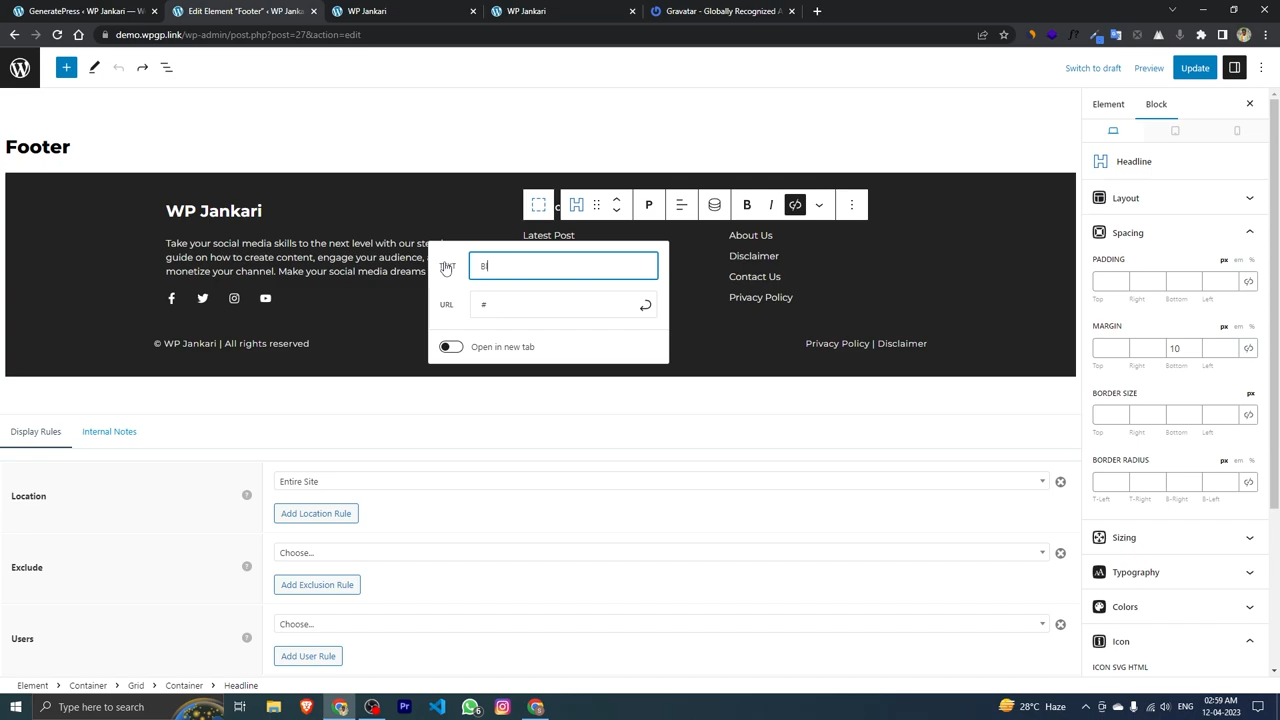 GeneratePress ‹ WP Jankari — W
Edit Element "Footer" ‹ WP Janka
WP Jankari
WP Jankari
Gravatar - Globally Recognized A
demo.wpgp.link/wp-admin/post.php?post=27&action=edit
Switch to draft
Preview
Update
Element
Block
Footer
Headline
Layout
Spacing
PADDING
px em %
Top Right Bottom Left
MARGIN
px em %
10
Top Right Bottom Left
BORDER SIZE
px
Top Right Bottom Left
BORDER RADIUS
px em %
T-Left T-Right B-Right B-Left
Sizing
Typography
Colors
Icon
ICON SVG HTML
WP Jankari
Take your social media skills to the next level with our ste
content, engage your audience, a
monetize your channel. Make your social media dreams
P
B
I
Latest Post
About Us
Disclaimer
Contact Us
Privacy Policy
TEXT
URL
#
Open in new tab
© WP Jankari | All rights reserved
Privacy Policy | Disclaimer
Display Rules
Internal Notes
Location
Entire Site
Add Location Rule
Exclude
Choose...
Add Exclusion Rule
Users
Choose...
Add User Rule
Element > Container > Grid > Container > Headline
Type here to search
28°C Haze
02:59 AM
12-04-2023